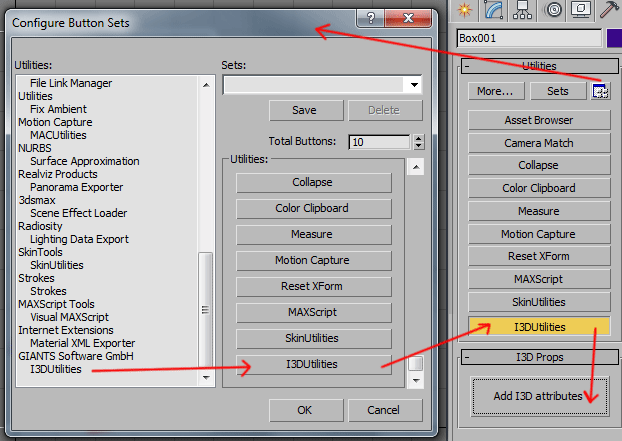 Configure Button Sets
?
Utilities:
File Link Manager
Utilities
Fix Ambient
Motion Capture
MACUtilities
NURBS
Surface Approximation
Realviz Products
Panorama Exporter
3dsmax
Scene Effect Loader
Radiosity
Lighting Data Export
SkinTools
SkinUtilities
Strokes
Strokes
MAXScript Tools
Visual MAXScript
Internet Extensions
Material XML Exporter
GIANTS Software GmbH
I3DUtilities
Sets:
Save
Delete
Total Buttons:
10
Utilities:
Collapse
Color Clipboard
Measure
Motion Capture
Reset XForm
MAXScript
SkinUtilities
I3DUtilities
OK
Cancel
Box001
- Utilities
More...
Sets
Asset Browser
Camera Match
Collapse
Color Clipboard
Measure
Motion Capture
Reset XForm
MAXScript
SkinUtilities
I3DUtilities
- I3D Props
Add I3D attributes